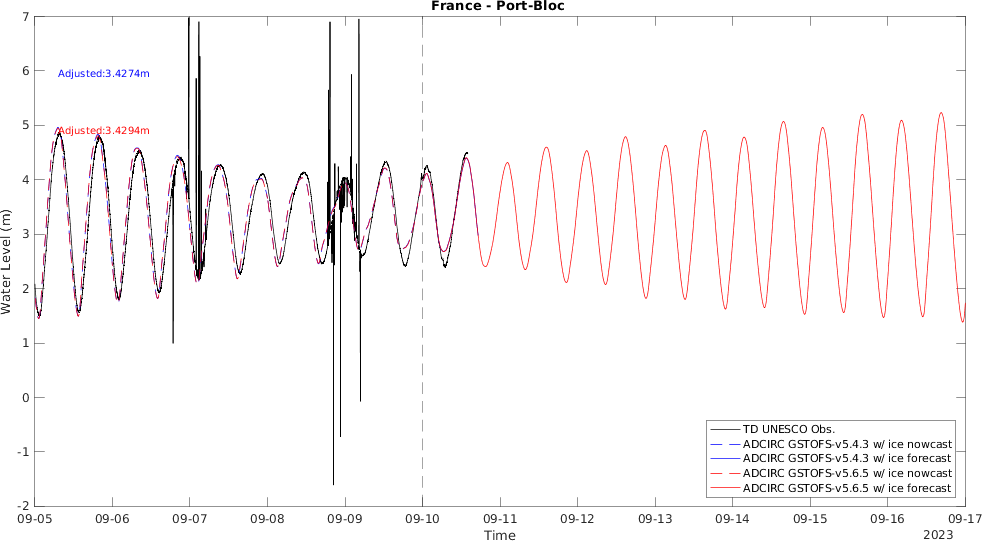 France - Port-Bloc
7
6
5
4
3
2
1
0
-1
-2
Water Level (m)
Adjusted:3.4274m
Adjusted:3.4294m
TD UNESCO Obs.
ADCIRC GSTOFS-v5.4.3 w/ ice nowcast
ADCIRC GSTOFS-v5.4.3 w/ ice forecast
ADCIRC GSTOFS-v5.6.5 w/ ice nowcast
ADCIRC GSTOFS-v5.6.5 w/ ice forecast
09-05 09-06 09-07 09-08 09-09 09-10 09-11 09-12 09-13 09-14 09-15 09-16 09-17
Time
2023